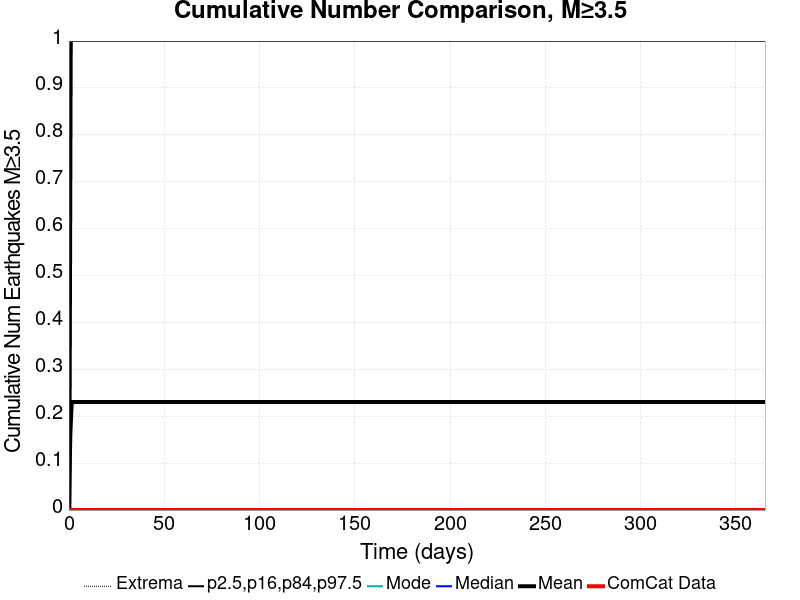 Cumulative Number Comparison, M≥3.5
Cumulative Num Earthquakes M≥3.5
1
0.9
0.8
0.7
0.6
0.5
0.4
0.3
0.2
0.1
0
0 50 100 150 200 250 300 350
Time (days)
Extrema p2.5,p16,p84,p97.5 Mode Median Mean ComCat Data